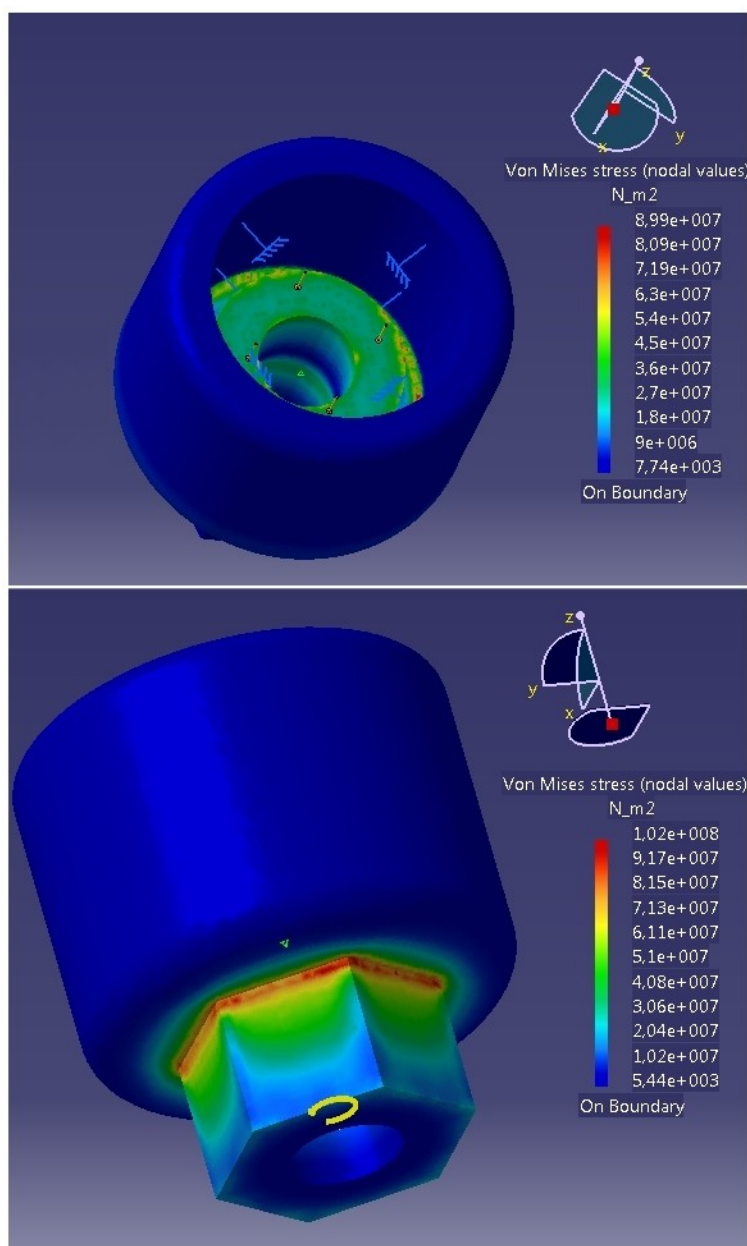 z
y
x
Von Mises stress (nodal values)
N_m2
8,99e+007
8,09e+007
7,19e+007
6,3e+007
5,4e+007
4,5e+007
3,6e+007
2,7e+007
1,8e+007
9e+006
7,74e+003
On Boundary
z
y
x
Von Mises stress (nodal values)
N_m2
1,02e+008
9,17e+007
8,15e+007
7,13e+007
6,11e+007
5,1e+007
4,08e+007
3,06e+007
2,04e+007
1,02e+007
5,44e+003
On Boundary